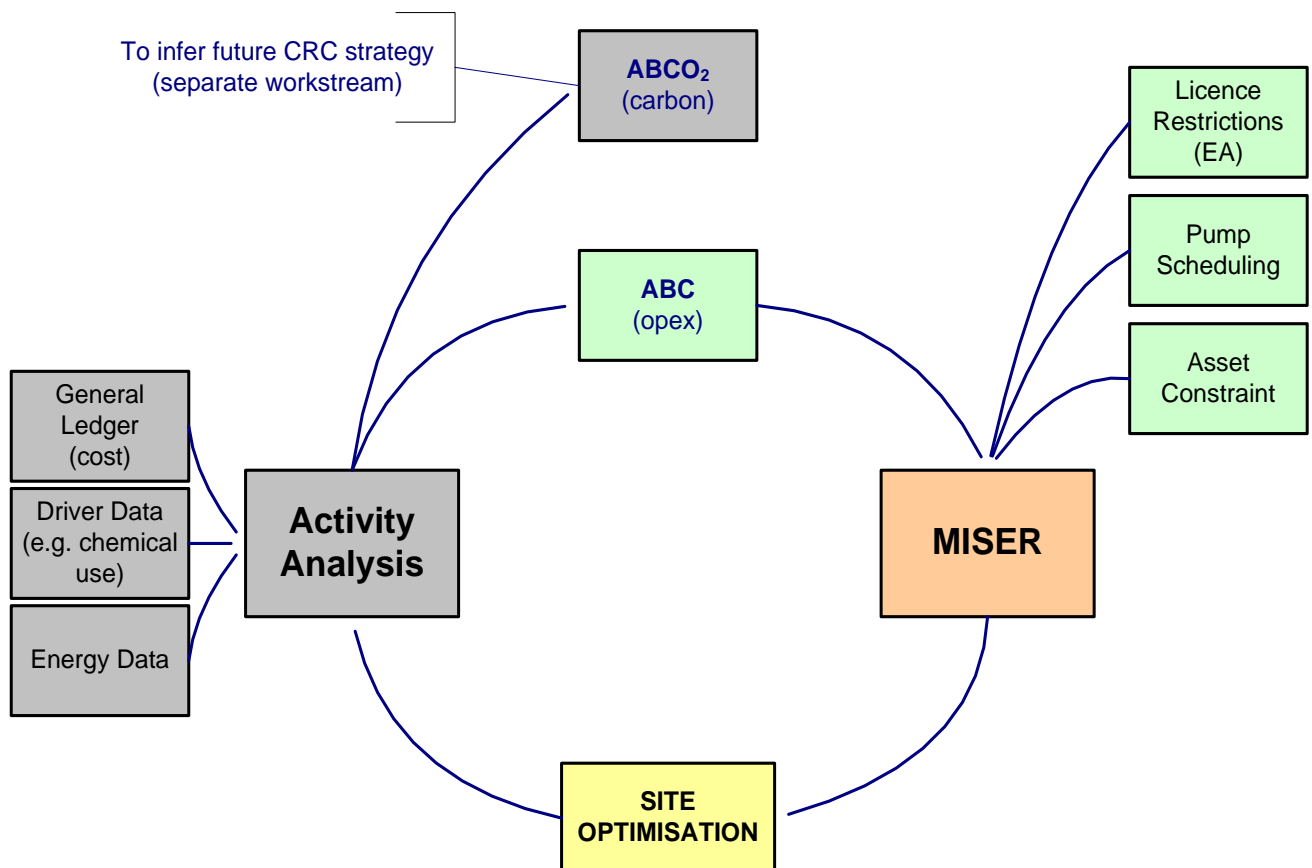 To infer future CRC strategy
(separate workstream)
ABCO₂
(carbon)
Licence
Restrictions
(EA)
Pump
Scheduling
Asset
Constraint
ABC
(opex)
General
Ledger
(cost)
Driver Data
(e.g. chemical
use)
Energy Data
Activity
Analysis
MISER
SITE
OPTIMISATION